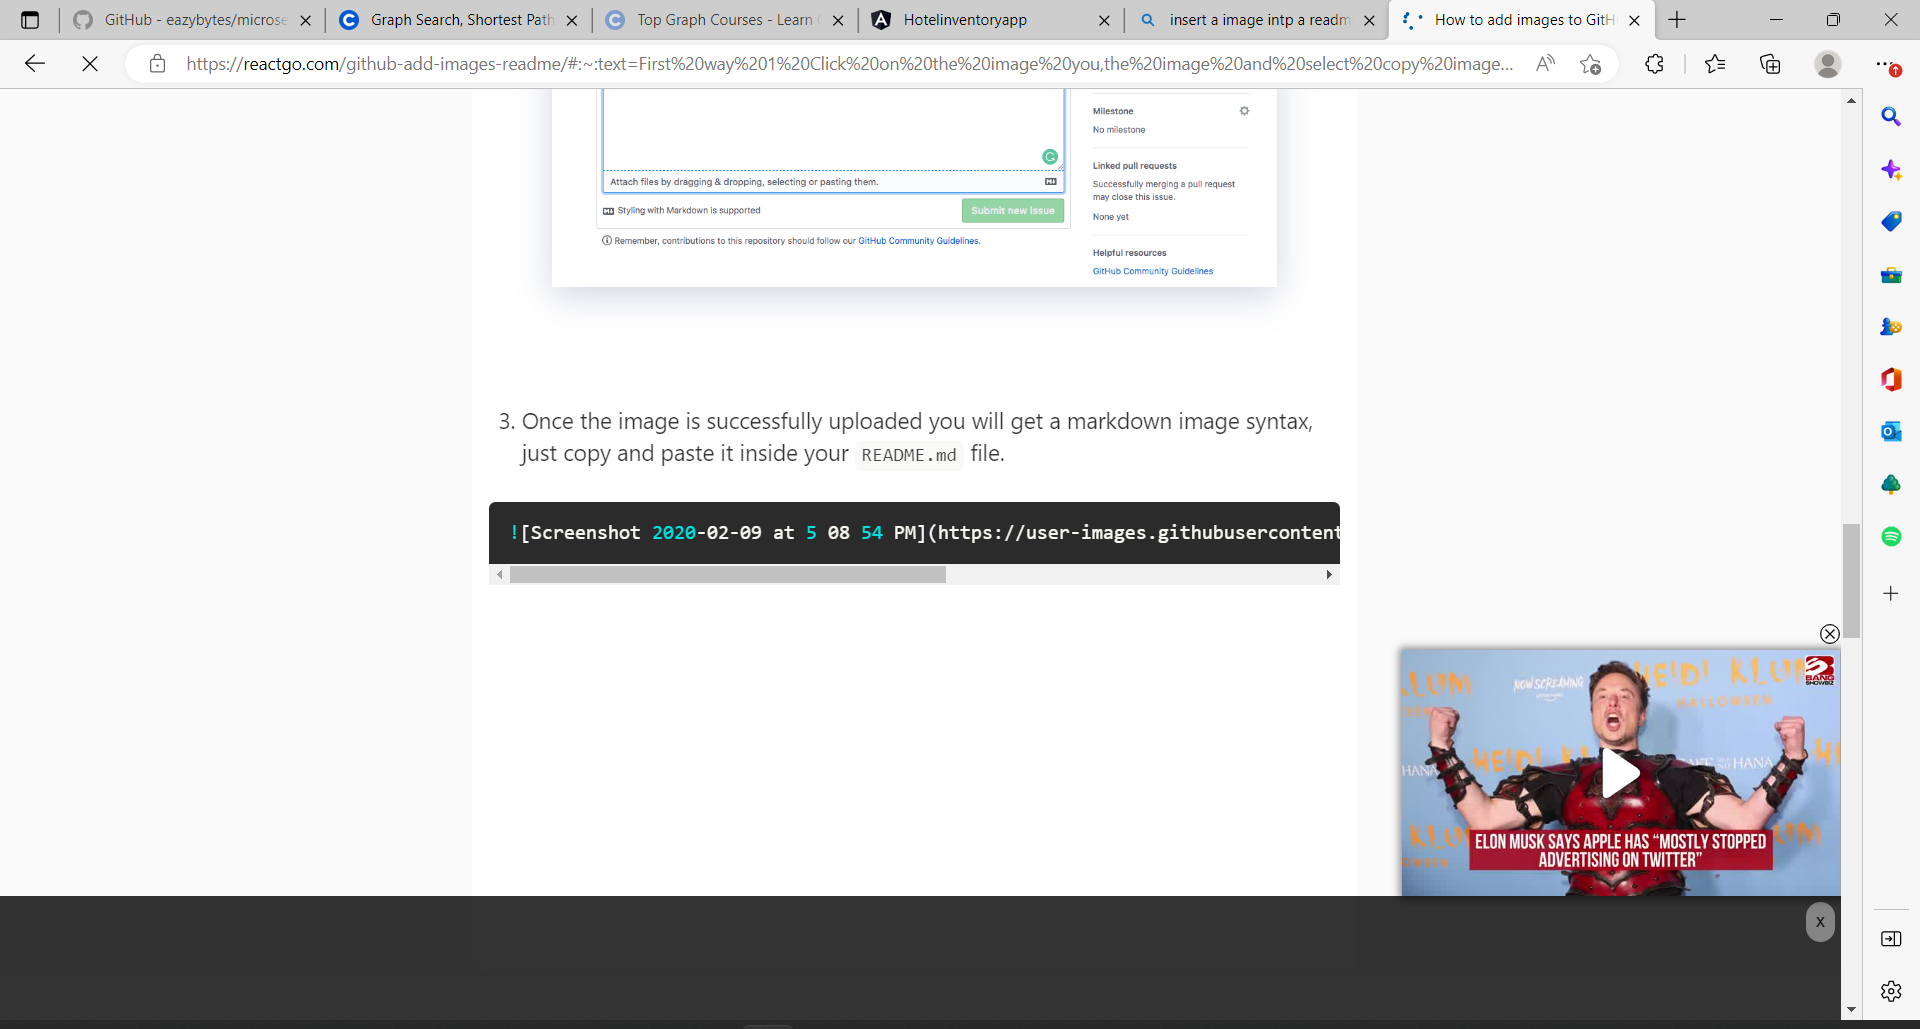 GitHub - eazybytes/microse
Graph Search, Shortest Path
Top Graph Courses - Learn
Hotelinventoryapp
insert a image intp a readm
How to add images to GitH
https://reactgo.com/github-add-images-readme/#:~:text=First%20way%201%20Click%20on%20the%20image%20you,the%20image%20and%20select%20copy%20image...
Milestone
No milestone
Linked pull requests
Attach files by dragging & dropping, selecting or pasting them.
Successfully merging a pull request
may close this issue.
Styling with Markdown is supported
Submit new issue
None yet
Remember, contributions to this repository should follow our GitHub Community Guidelines.
Helpful resources
GitHub Community Guidelines
3. Once the image is successfully uploaded you will get a markdown image syntax,
just copy and paste it inside your README.md file.
![Screenshot 2020-02-09 at 5 08 54 PM](https://user-images.githubusercontent
NOW SCREAMING
HEIDI KLUM
HALLOWEEN
BANG
SHOWBIZ
ELON MUSK SAYS APPLE HAS “MOSTLY STOPPED
ADVERTISING ON TWITTER”
X